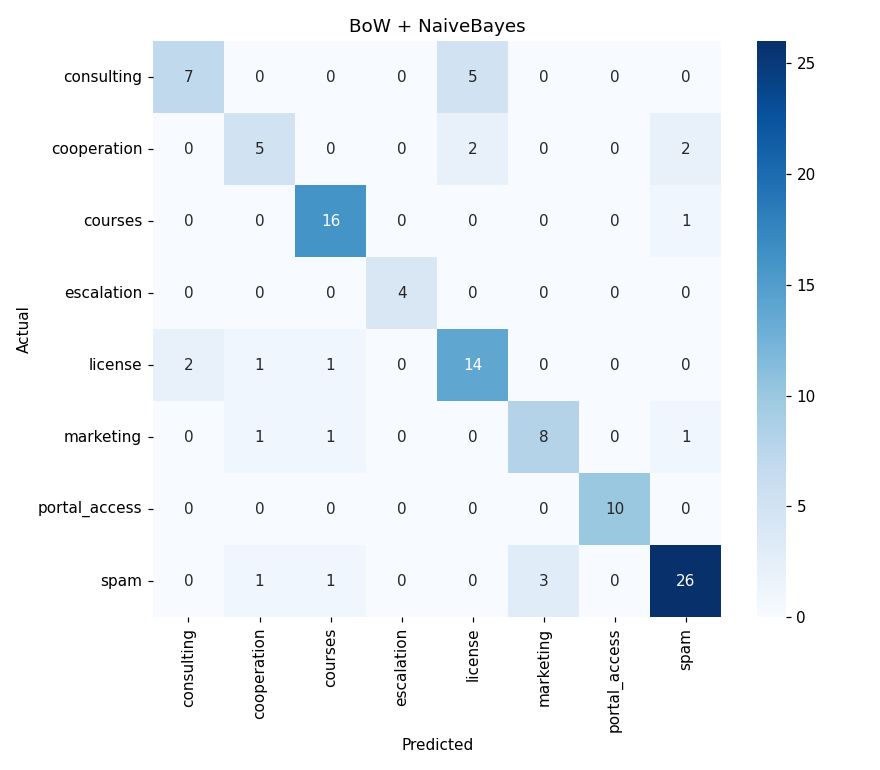 BoW + NaiveBayes
consulting 7 0 0 0 5 0 0 0
cooperation 0 5 0 0 2 0 0 2
courses 0 0 16 0 0 0 0 1
escalation 0 0 0 4 0 0 0 0
license 2 1 1 0 14 0 0 0
marketing 0 1 1 0 0 8 0 1
portal_access 0 0 0 0 0 0 10 0
spam 0 1 1 0 0 3 0 26
Actual
consulting
cooperation
courses
escalation
license
marketing
portal_access
spam
Predicted
25
20
15
10
5
0